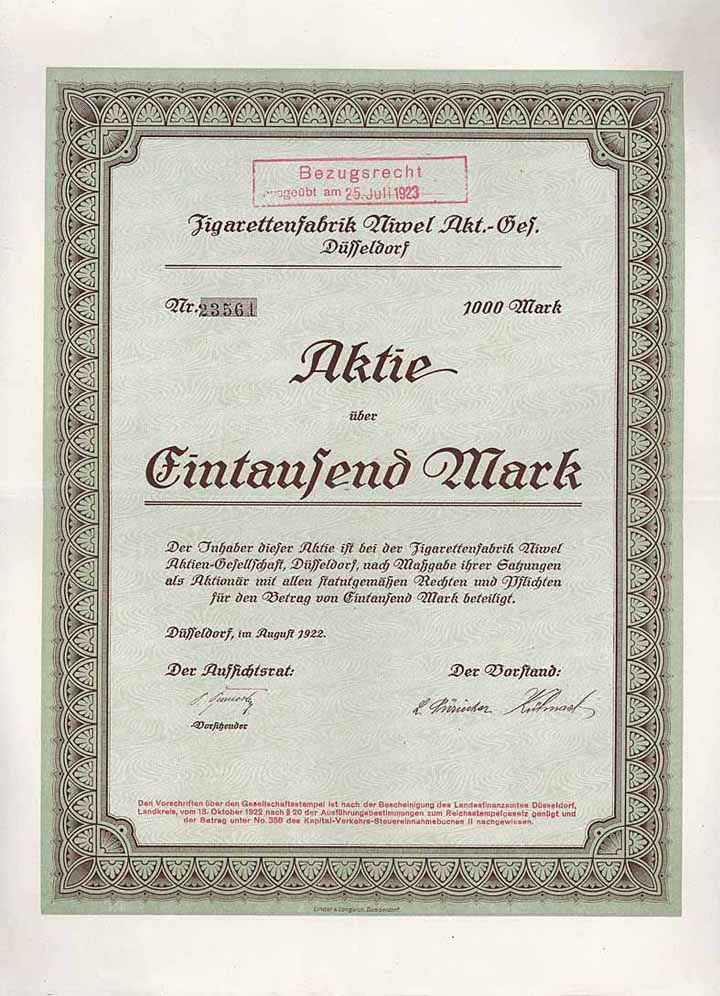 Bezugsrecht
ausgeübt am 25. Juli 1923
Zigarettenfabrik Niwel Akt.-Ges.
Düsseldorf
Nr. 23561 1000 Mark
Aktie
über
Eintausend Mark
Der Inhaber dieser Aktie ist bei der Zigarettenfabrik Niwel
Aktien-Gesellschaft, Düsseldorf, nach Maßgabe ihrer Satzungen
als Aktionär mit allen statutgemäßen Rechten und Pflichten
für den Betrag von Eintausend Mark beteiligt.
Düsseldorf, im August 1922.
Der Aufsichtsrat: Der Vorstand:
Vorsitzender
Den Vorschriften über den Gesellschaftsstempel ist nach der Bescheinigung des Landesfinanzamtes Düsseldorf,
Landkreis, vom 18. Oktober 1922 nach § 20 der Ausführungsbestimmungen zum Reichsstempelgesetz genügt und
der Betrag unter No. 358 des Kapital-Verkehrs-Steuereinnahmebuches II nachgewiesen.
Düsseldorf.